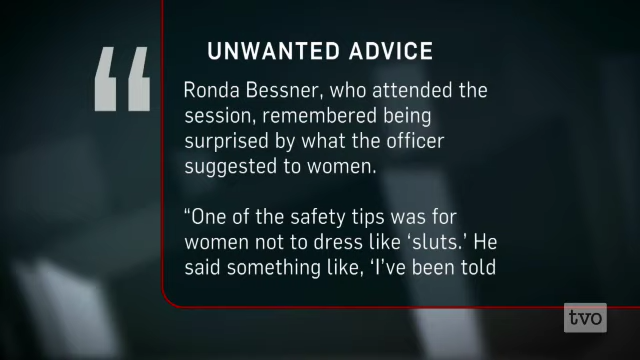 UNWANTED ADVICE
Ronda Bessner, who attended the
session, remembered being
surprised by what the officer
suggested to women.
“One of the safety tips was for
women not to dress like ‘sluts.’ He
said something like, ‘I’ve been told
tvo